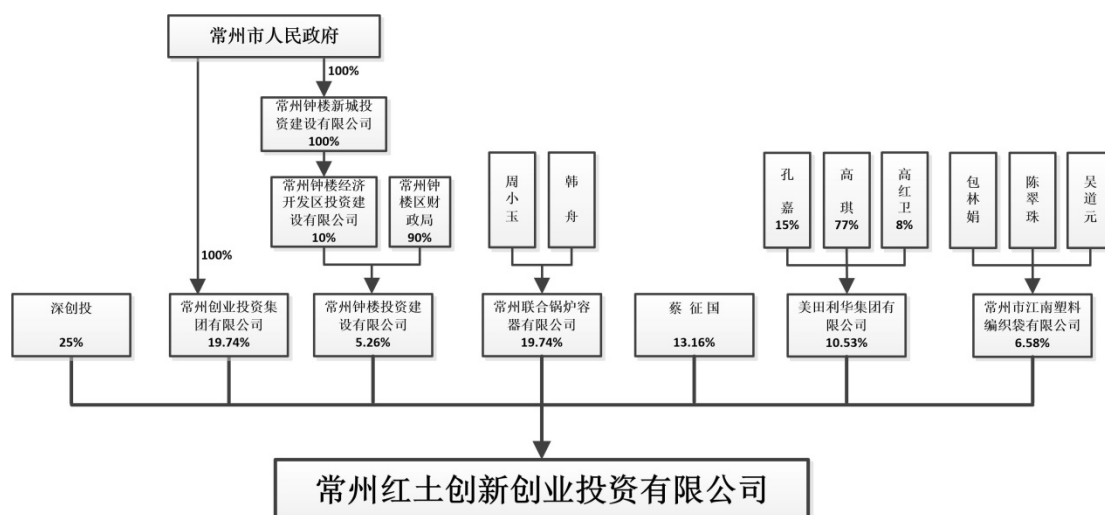 常州市人民政府
100%
常州钟楼新城投
资建设有限公司
100%
常州钟楼经济
开发区投资建
设有限公司
10%
常州钟
楼区财
政局
90%
周
小
玉
韩
舟
孔
嘉
15%
高
琪
77%
高
红
卫
8%
包
林
娟
陈
翠
珠
吴
道
元
100%
深创投
25%
常州创业投资集
团有限公司
19.74%
常州钟楼投资建
设有限公司
5.26%
常州联合锅炉容
器有限公司
19.74%
蔡 征国
13.16%
美田利华集团有
限公司
10.53%
常州市江南塑料
编织袋有限公司
6.58%
常州红土创新创业投资有限公司